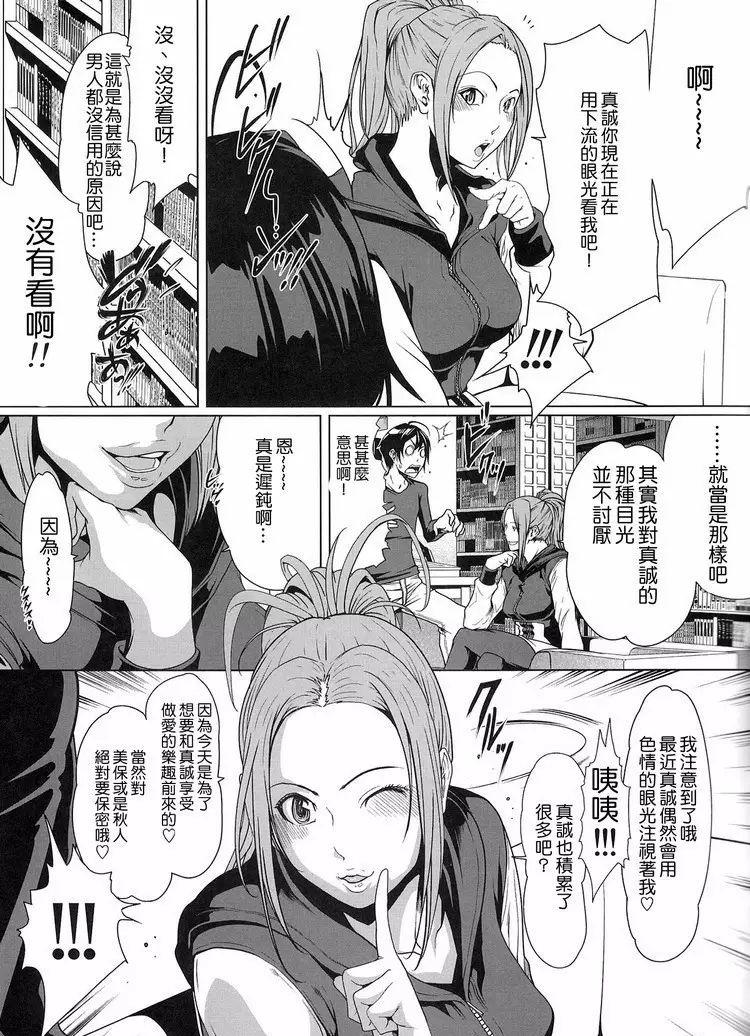 啊~~~~
真誠你現在正在
用下流的眼光看我吧！
!!!
沒、沒沒看呀！
這就是為甚麼說
男人都沒信用的原因吧…
沒有看啊!!
………
就當是那樣吧
其實我對真誠的
那種目光
並不討厭
甚甚麼
意思啊！
恩~~~~
真是遲鈍啊…
因為~~~~
我注意到了哦
最近真誠偶然會用
色情的眼光注視著我♡
咦咦!!!
真誠也積累了
很多吧？
因為今天是為了
想要和真誠享受
做愛的樂趣前來的♡
當然對
美保或是秋人
絕對要保密哦♡
!!!